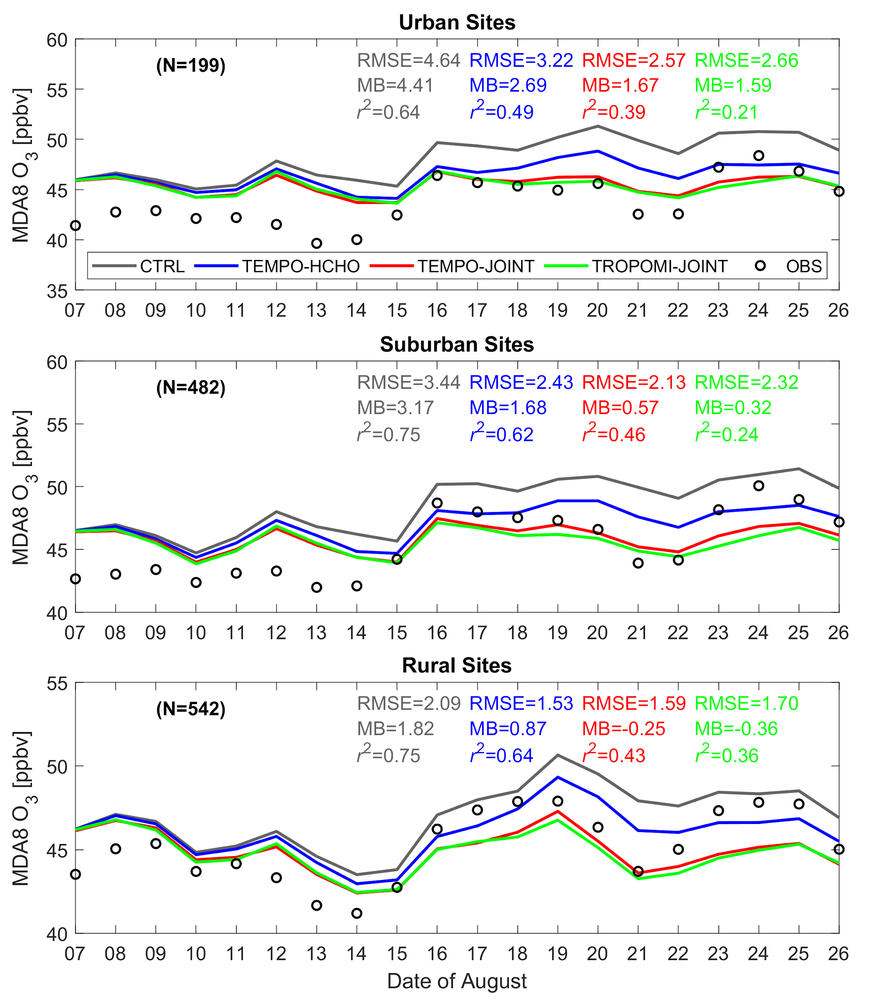 Urban Sites
60
55
50
45
40
35
MDA8 O3 [ppbv]
(N=199)
RMSE=4.64 RMSE=3.22 RMSE=2.57 RMSE=2.66
MB=4.41 MB=2.69 MB=1.67 MB=1.59
r2=0.64 r2=0.49 r2=0.39 r2=0.21
CTRL TEMPO-HCHO TEMPO-JOINT TROPOMI-JOINT OBS
07 08 09 10 11 12 13 14 15 16 17 18 19 20 21 22 23 24 25 26
Suburban Sites
60
55
50
45
40
MDA8 O3 [ppbv]
(N=482)
RMSE=3.44 RMSE=2.43 RMSE=2.13 RMSE=2.32
MB=3.17 MB=1.68 MB=0.57 MB=0.32
r2=0.75 r2=0.62 r2=0.46 r2=0.24
07 08 09 10 11 12 13 14 15 16 17 18 19 20 21 22 23 24 25 26
Rural Sites
55
50
45
40
MDA8 O3 [ppbv]
(N=542)
RMSE=2.09 RMSE=1.53 RMSE=1.59 RMSE=1.70
MB=1.82 MB=0.87 MB=-0.25 MB=-0.36
r2=0.75 r2=0.64 r2=0.43 r2=0.36
07 08 09 10 11 12 13 14 15 16 17 18 19 20 21 22 23 24 25 26
Date of August